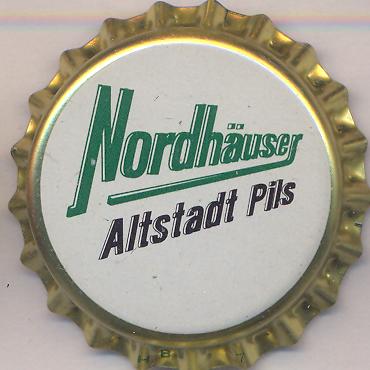 Nordhäuser
Altstadt Pils